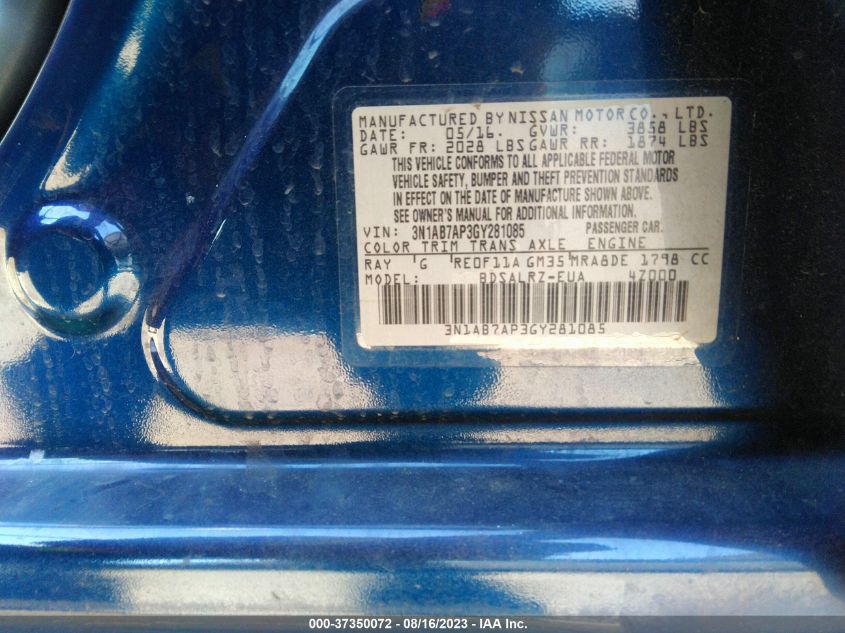 MANUFACTURED BY NISSAN MOTOR CO., LTD.
DATE: 05/16. GVWR: 3858 LBS
GAWR FR: 2028 LBS GAWR RR: 1874 LBS
THIS VEHICLE CONFORMS TO ALL APPLICABLE FEDERAL MOTOR
VEHICLE SAFETY, BUMPER AND THEFT PREVENTION STANDARDS
IN EFFECT ON THE DATE OF MANUFACTURE SHOWN ABOVE.
SEE OWNER'S MANUAL FOR ADDITIONAL INFORMATION.
VIN: 3N1AB7AP3GY281085 PASSENGER CAR.
COLOR TRIM TRANS AXLE ENGINE
RAY G RE0F11A GM35 MRA8DE 1798 CC
MODEL: BDSALRZ-EUA 4Z000
3N1AB7AP3GY281085
000-37350072 - 08/16/2023 - IAA Inc.